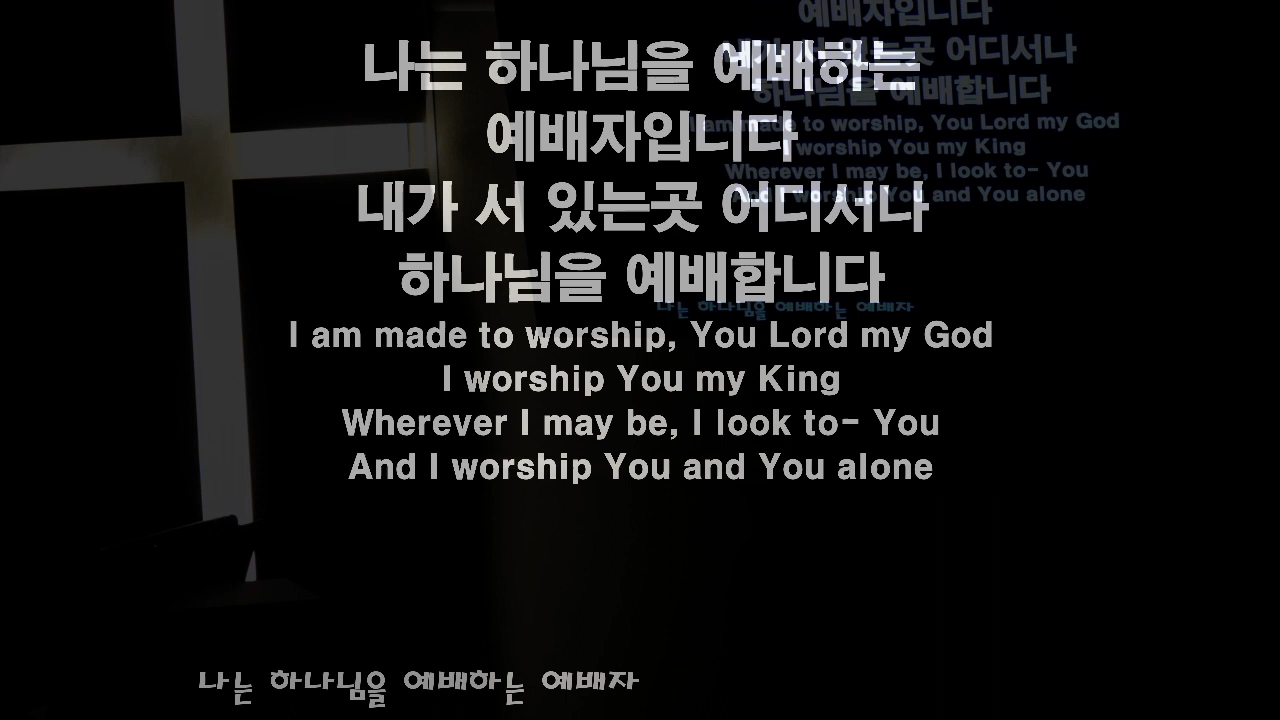 나는 하나님을 예배하는
예배자입니다
내가 서 있는곳 어디서나
하나님을 예배합니다
I am made to worship, You Lord my God
I worship You my King
Wherever I may be, I look to- You
And I worship You and You alone
예배자입니다
내가 서 있는곳 어디서나
하나님을 예배합니다
I am made to worship, You Lord my God
I worship You my King
Wherever I may be, I look to- You
And I worship You and You alone
나는 하나님을 예배하는 예배자
나는 하나님을 예배하는 예배자